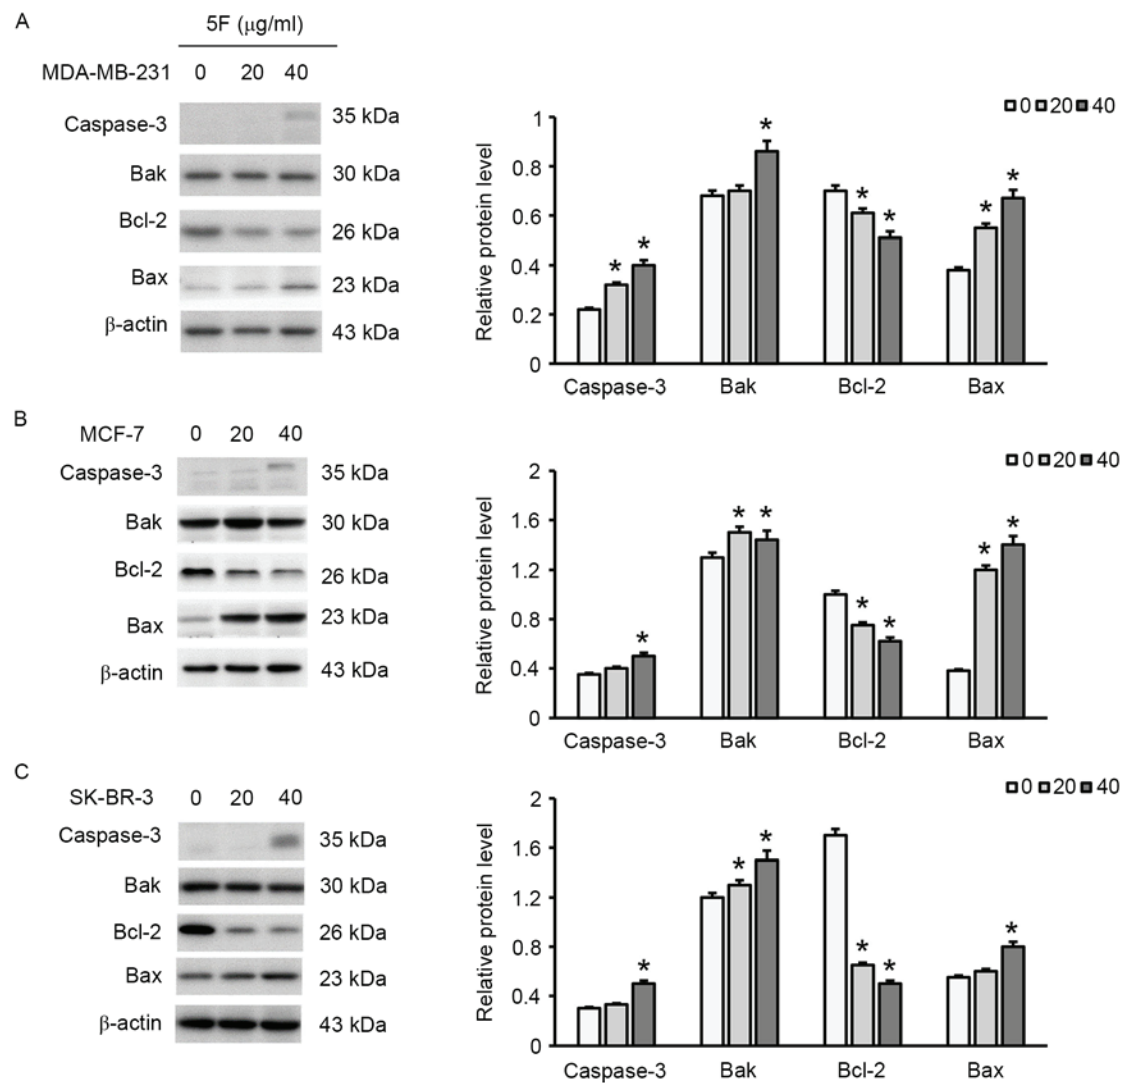 A
5F (μg/ml)
MDA-MB-231 0 20 40
Caspase-3 35 kDa
Bak 30 kDa
Bcl-2 26 kDa
Bax 23 kDa
β-actin 43 kDa
0 20 40
Relative protein level
1
0.8
0.6
0.4
0.2
0
* * * * * * *
Caspase-3 Bak Bcl-2 Bax
B
MCF-7 0 20 40
Caspase-3 35 kDa
Bak 30 kDa
Bcl-2 26 kDa
Bax 23 kDa
β-actin 43 kDa
0 20 40
Relative protein level
2
1.6
1.2
0.8
0.4
0
* * * * * * *
Caspase-3 Bak Bcl-2 Bax
C
SK-BR-3 0 20 40
Caspase-3 35 kDa
Bak 30 kDa
Bcl-2 26 kDa
Bax 23 kDa
β-actin 43 kDa
0 20 40
Relative protein level
2
1.6
1.2
0.8
0.4
0
* * * * * *
Caspase-3 Bak Bcl-2 Bax